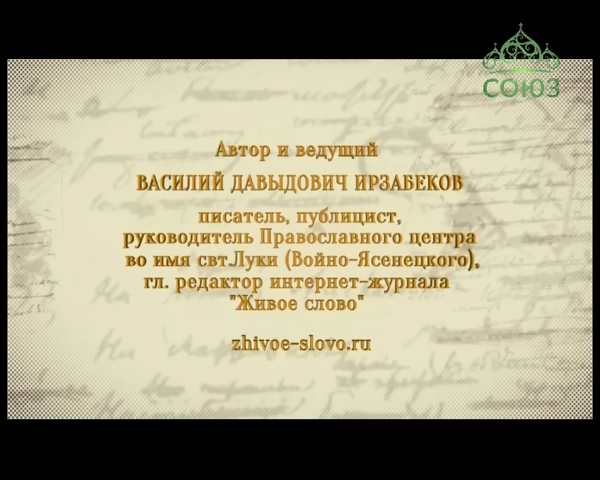 СОЮЗ
Автор и ведущий
ВАСИЛИЙ ДАВЫДОВИЧ ИРЗАБЕКОВ
писатель, публицист,
руководитель Православного центра
во имя свт.Луки (Войно-Ясенецкого),
гл. редактор интернет-журнала
"Живое слово"
zhivoe-slovo.ru